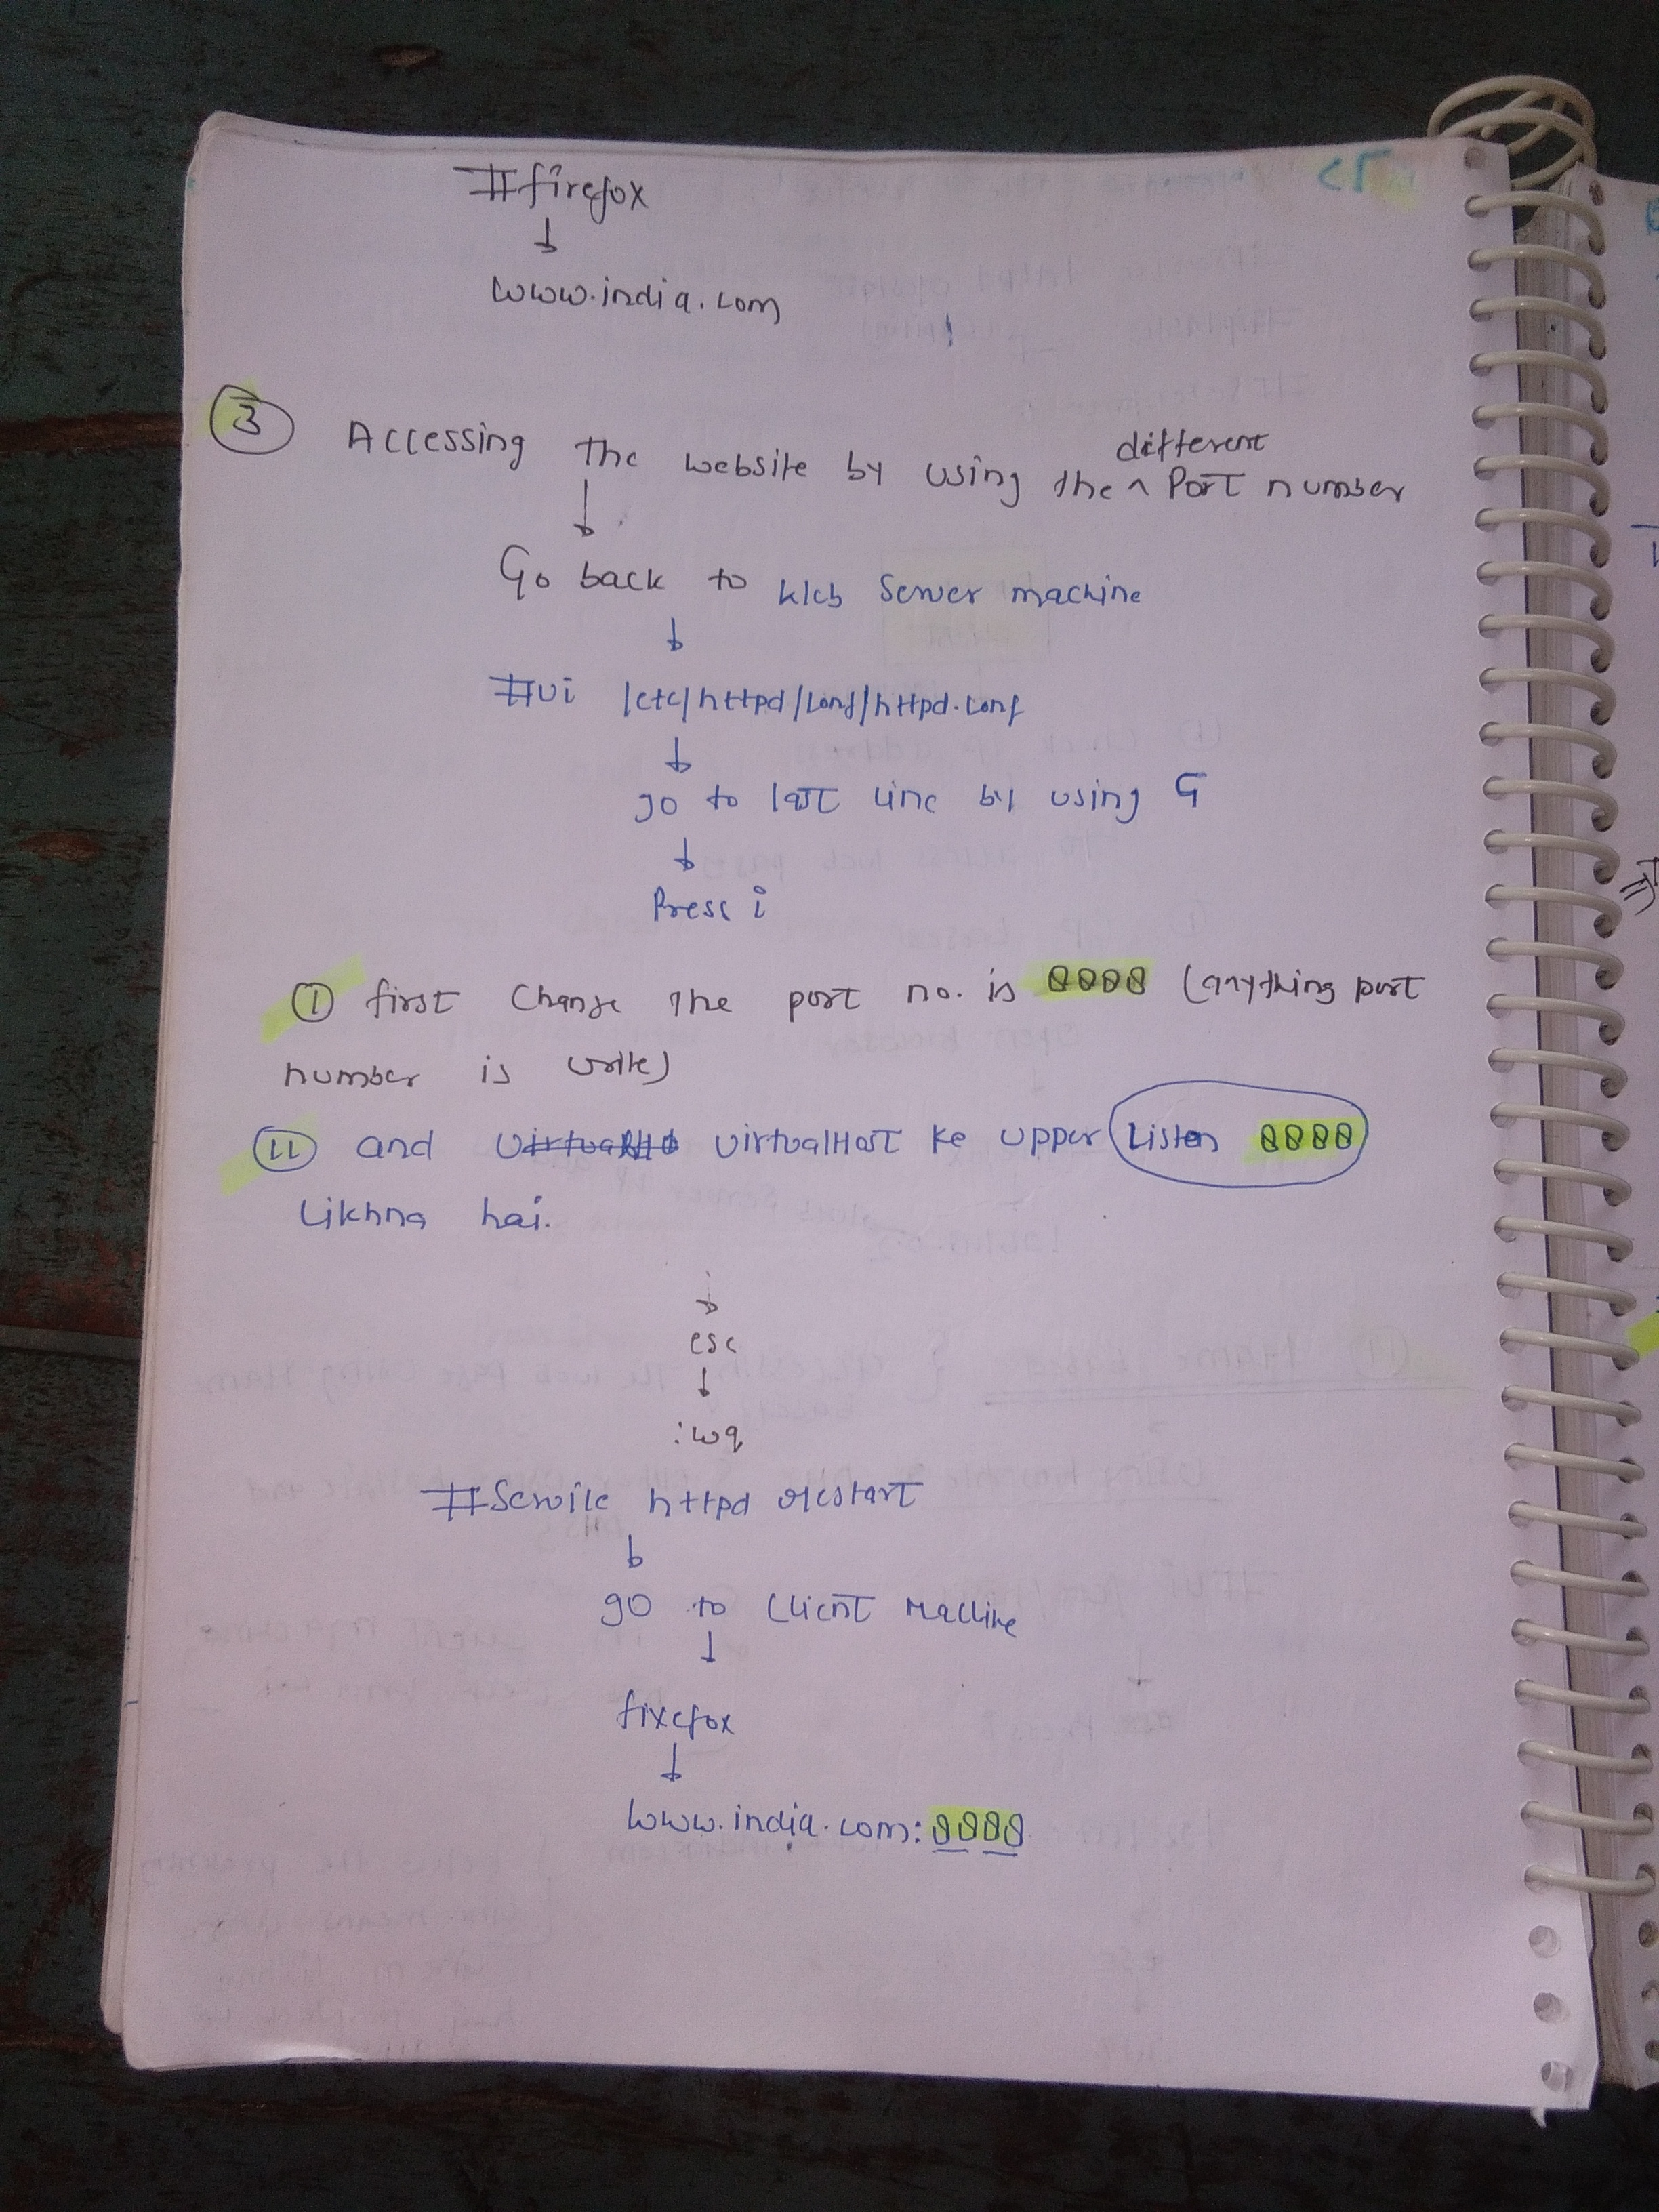 #firefox
↓
www.india.com
③ Accessing the website by using the ^ different Port number
↓
Go back to Web Server machine
↓
#vi /etc/httpd/conf/httpd.conf
↓
go to last line by using G
↓
Press i
① first Change the port no. is 8888 (anything port
number is write)
⑪ and virtualHost ke upper Listen 8888
Likhna hai.
↓
esc
↓
:wq
#Service httpd restart
↓
go to Client Machine
↓
firefox
↓
www.india.com:8888